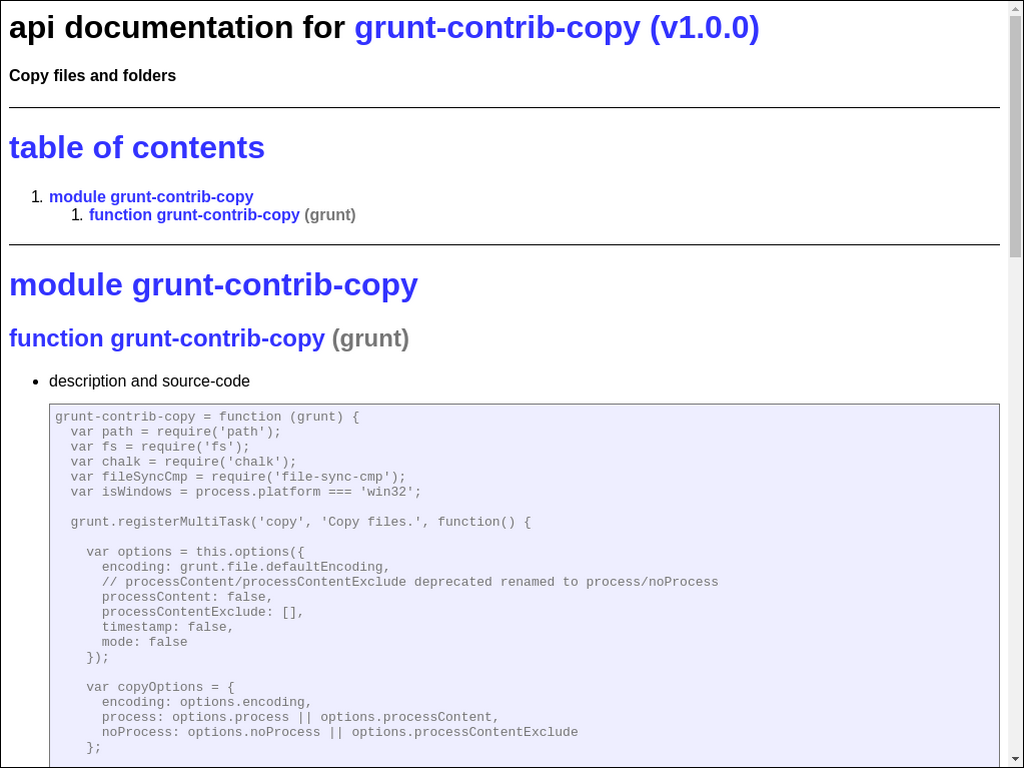 api documentation for grunt-contrib-copy (v1.0.0)
Copy files and folders
table of contents
1. module grunt-contrib-copy
1. function grunt-contrib-copy (grunt)
module grunt-contrib-copy
function grunt-contrib-copy (grunt)
• description and source-code
grunt-contrib-copy = function (grunt) {
  var path = require('path');
  var fs = require('fs');
  var chalk = require('chalk');
  var fileSyncCmp = require('file-sync-cmp');
  var isWindows = process.platform === 'win32';

  grunt.registerMultiTask('copy', 'Copy files.', function() {

    var options = this.options({
      encoding: grunt.file.defaultEncoding,
      // processContent/processContentExclude deprecated renamed to process/noProcess
      processContent: false,
      processContentExclude: [],
      timestamp: false,
      mode: false
    });

    var copyOptions = {
      encoding: options.encoding,
      process: options.process || options.processContent,
      noProcess: options.noProcess || options.processContentExclude
    };